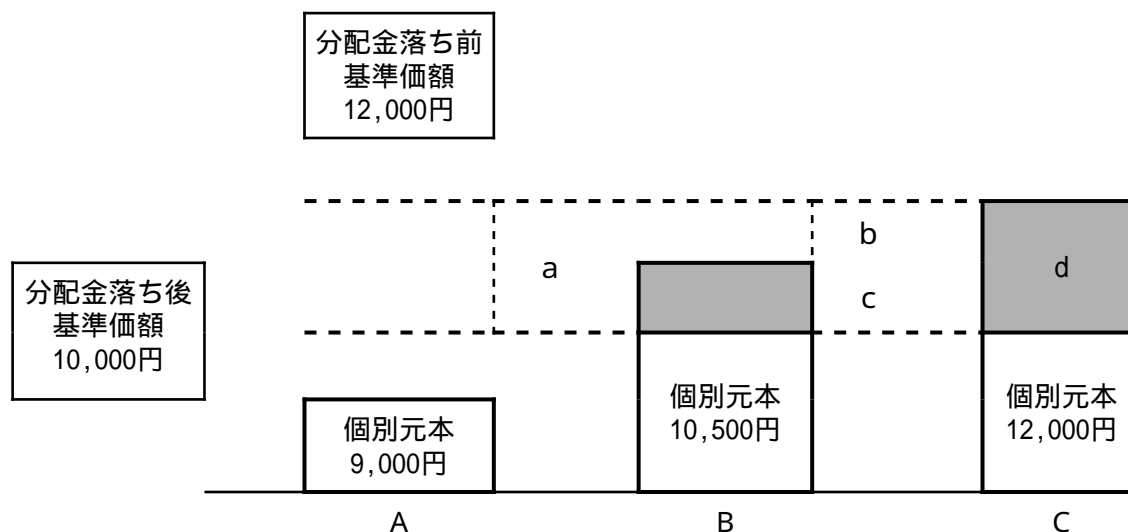 分配金落ち前
基準価額
12,000円
a
b
c
d
分配金落ち後
基準価額
10,000円
個別元本
9,000円
個別元本
10,500円
個別元本
12,000円
A
B
C